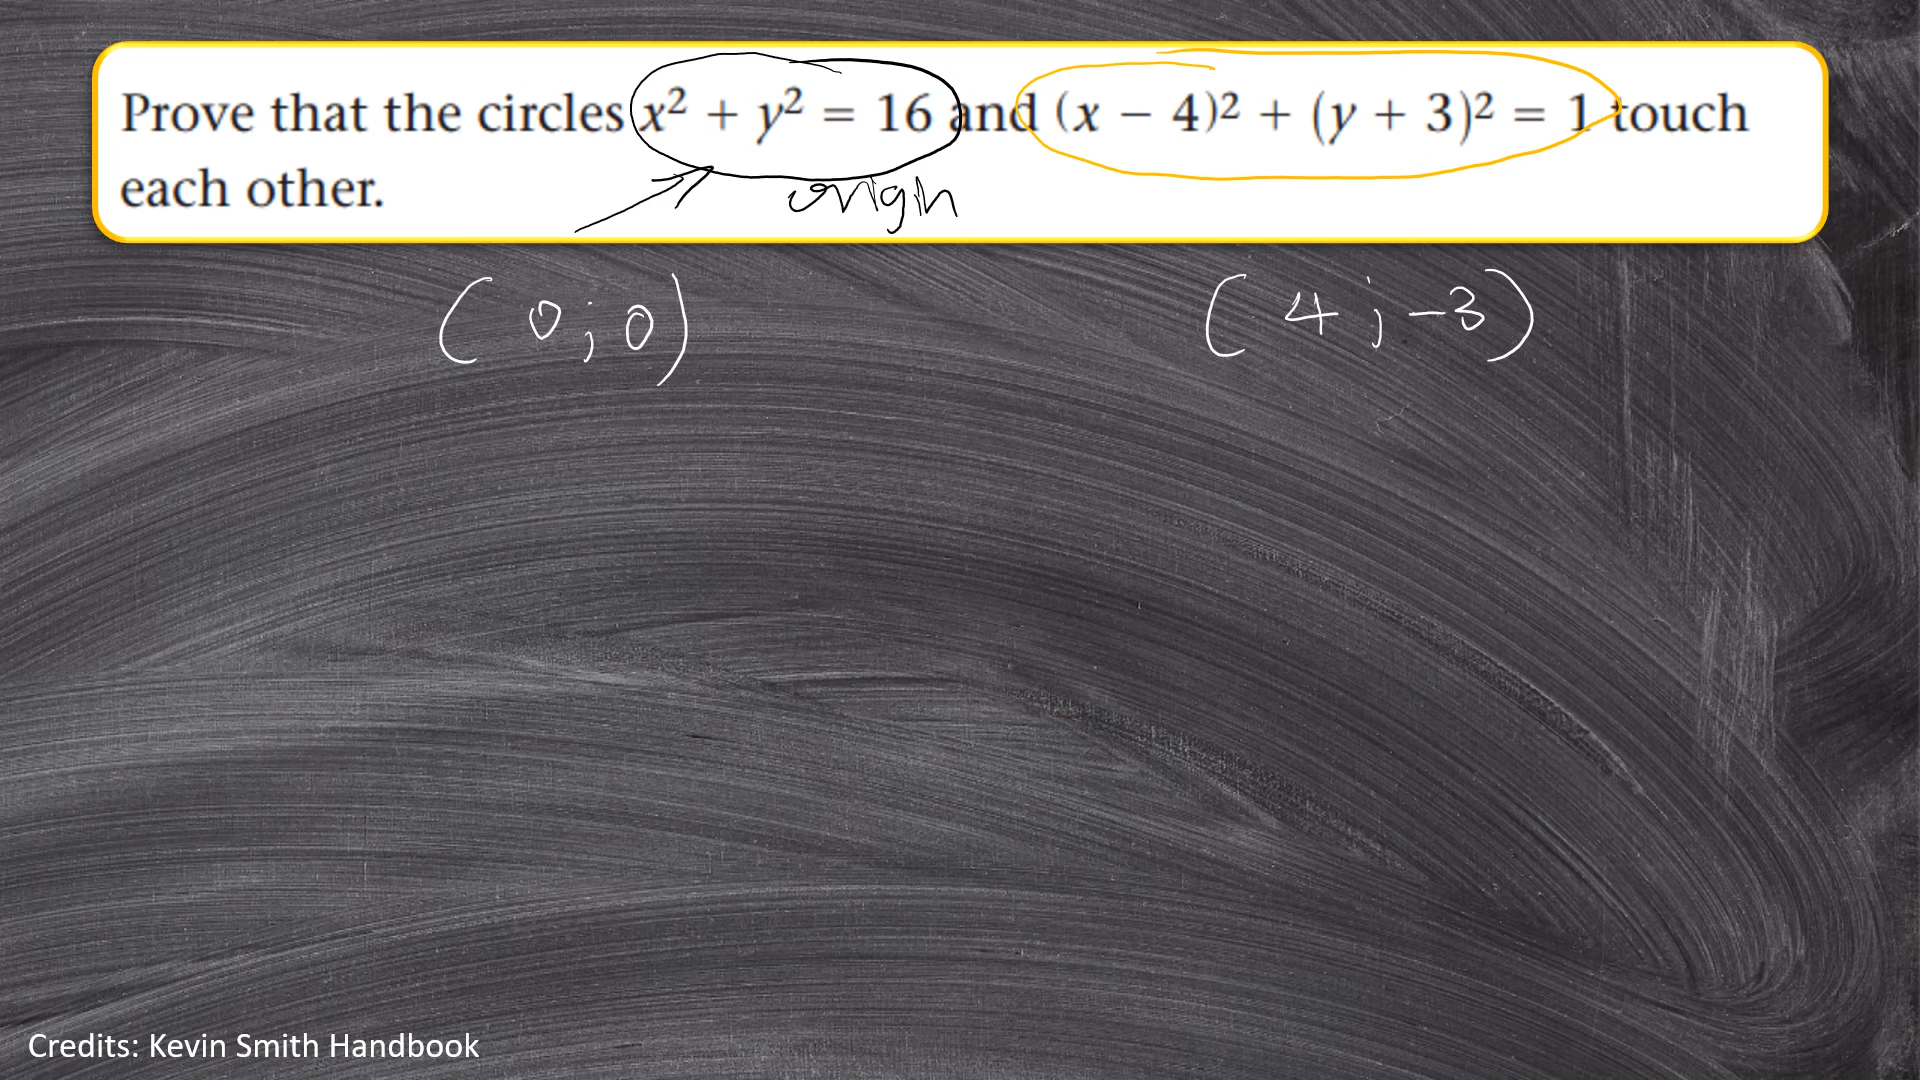 Prove that the circles x² + y² = 16 and (x − 4)² + (y + 3)² = 1 touch
each other.
origin
(0;0) (4;-3)
Credits: Kevin Smith Handbook